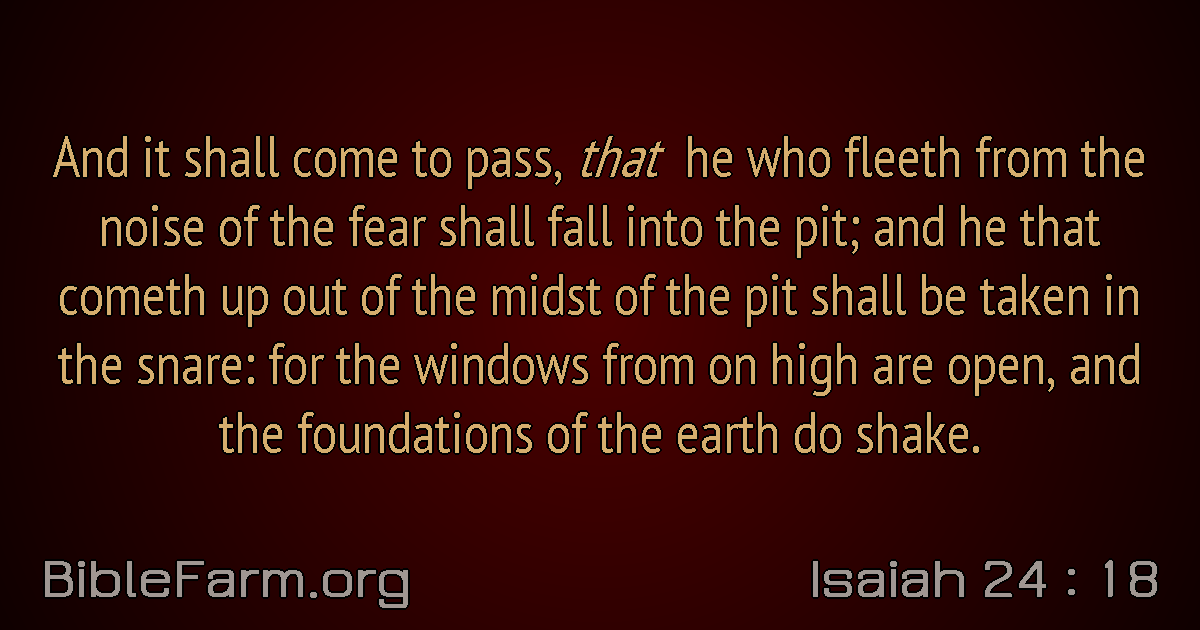 And it shall come to pass, that he who fleeth from the
noise of the fear shall fall into the pit; and he that
cometh up out of the midst of the pit shall be taken in
the snare: for the windows from on high are open, and
the foundations of the earth do shake.
BibleFarm.org
Isaiah 24 : 18